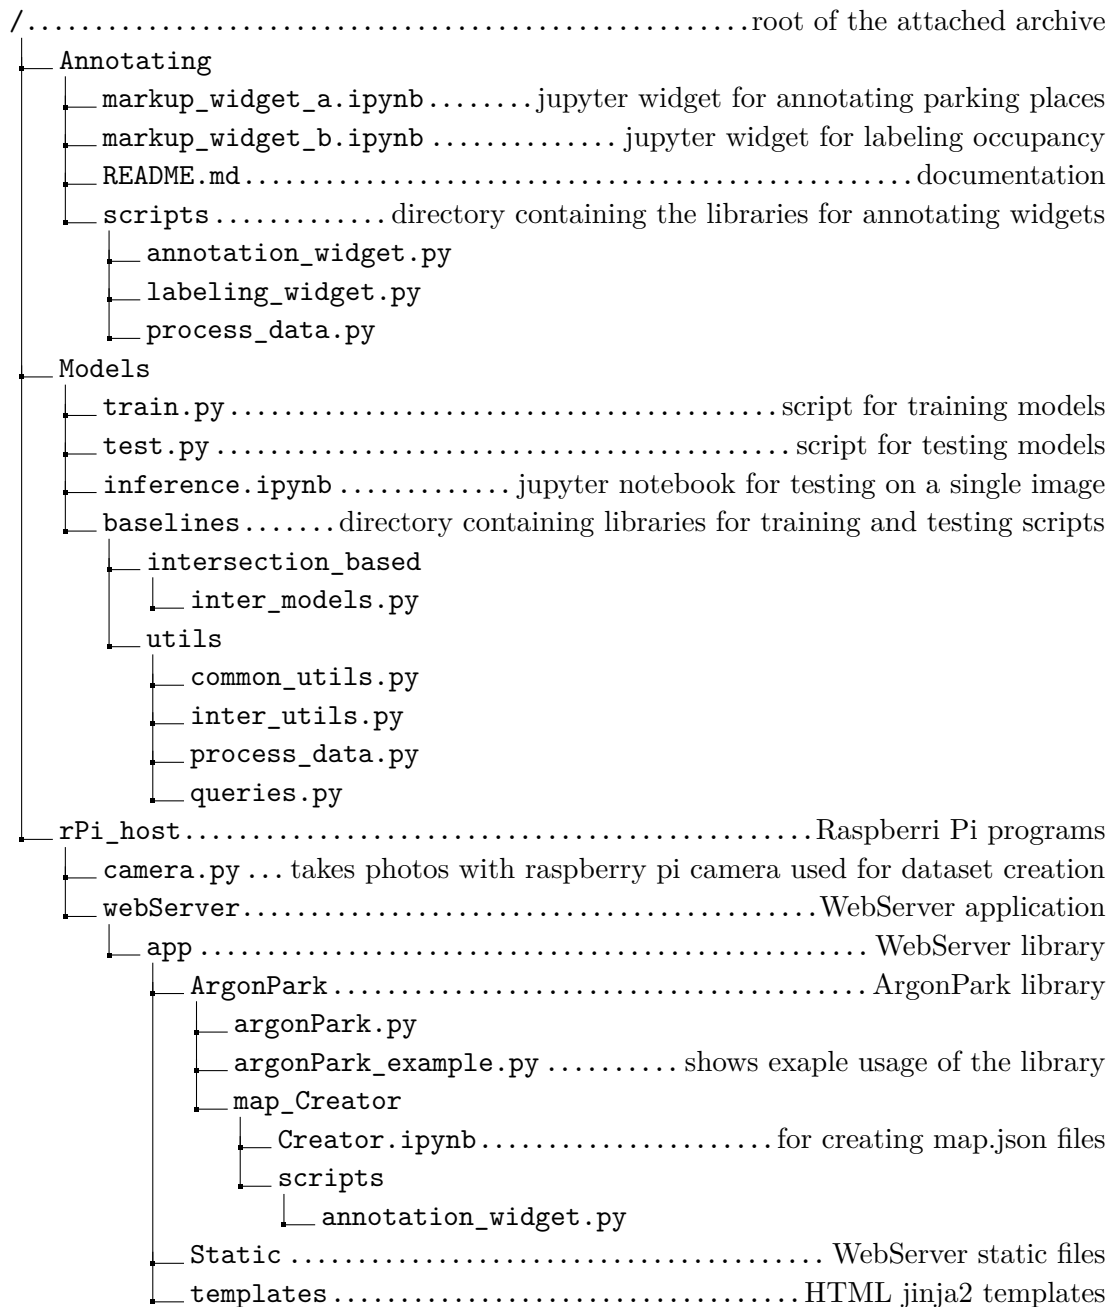 /......................................................root of the attached archive
Annotating
markup_widget_a.ipynb........jupyter widget for annotating parking places
markup_widget_b.ipynb..............jupyter widget for labeling occupancy
README.md..................................................documentation
scripts.............directory containing the libraries for annotating widgets
annotation_widget.py
labeling_widget.py
process_data.py
Models
train.py.........................................script for training models
test.py...........................................script for testing models
inference.ipynb.............jupyter notebook for testing on a single image
baselines.......directory containing libraries for training and testing scripts
intersection_based
inter_models.py
utils
common_utils.py
inter_utils.py
process_data.py
queries.py
rPi_host...............................................Raspberri Pi programs
camera.py...takes photos with raspberry pi camera used for dataset creation
webServer...........................................WebServer application
app..................................................WebServer library
ArgonPark........................................ArgonPark library
argonPark.py
argonPark_example.py..........shows exaple usage of the library
map_Creator
Creator.ipynb......................for creating map.json files
scripts
annotation_widget.py
Static........................................WebServer static files
templates...................................HTML jinja2 templates